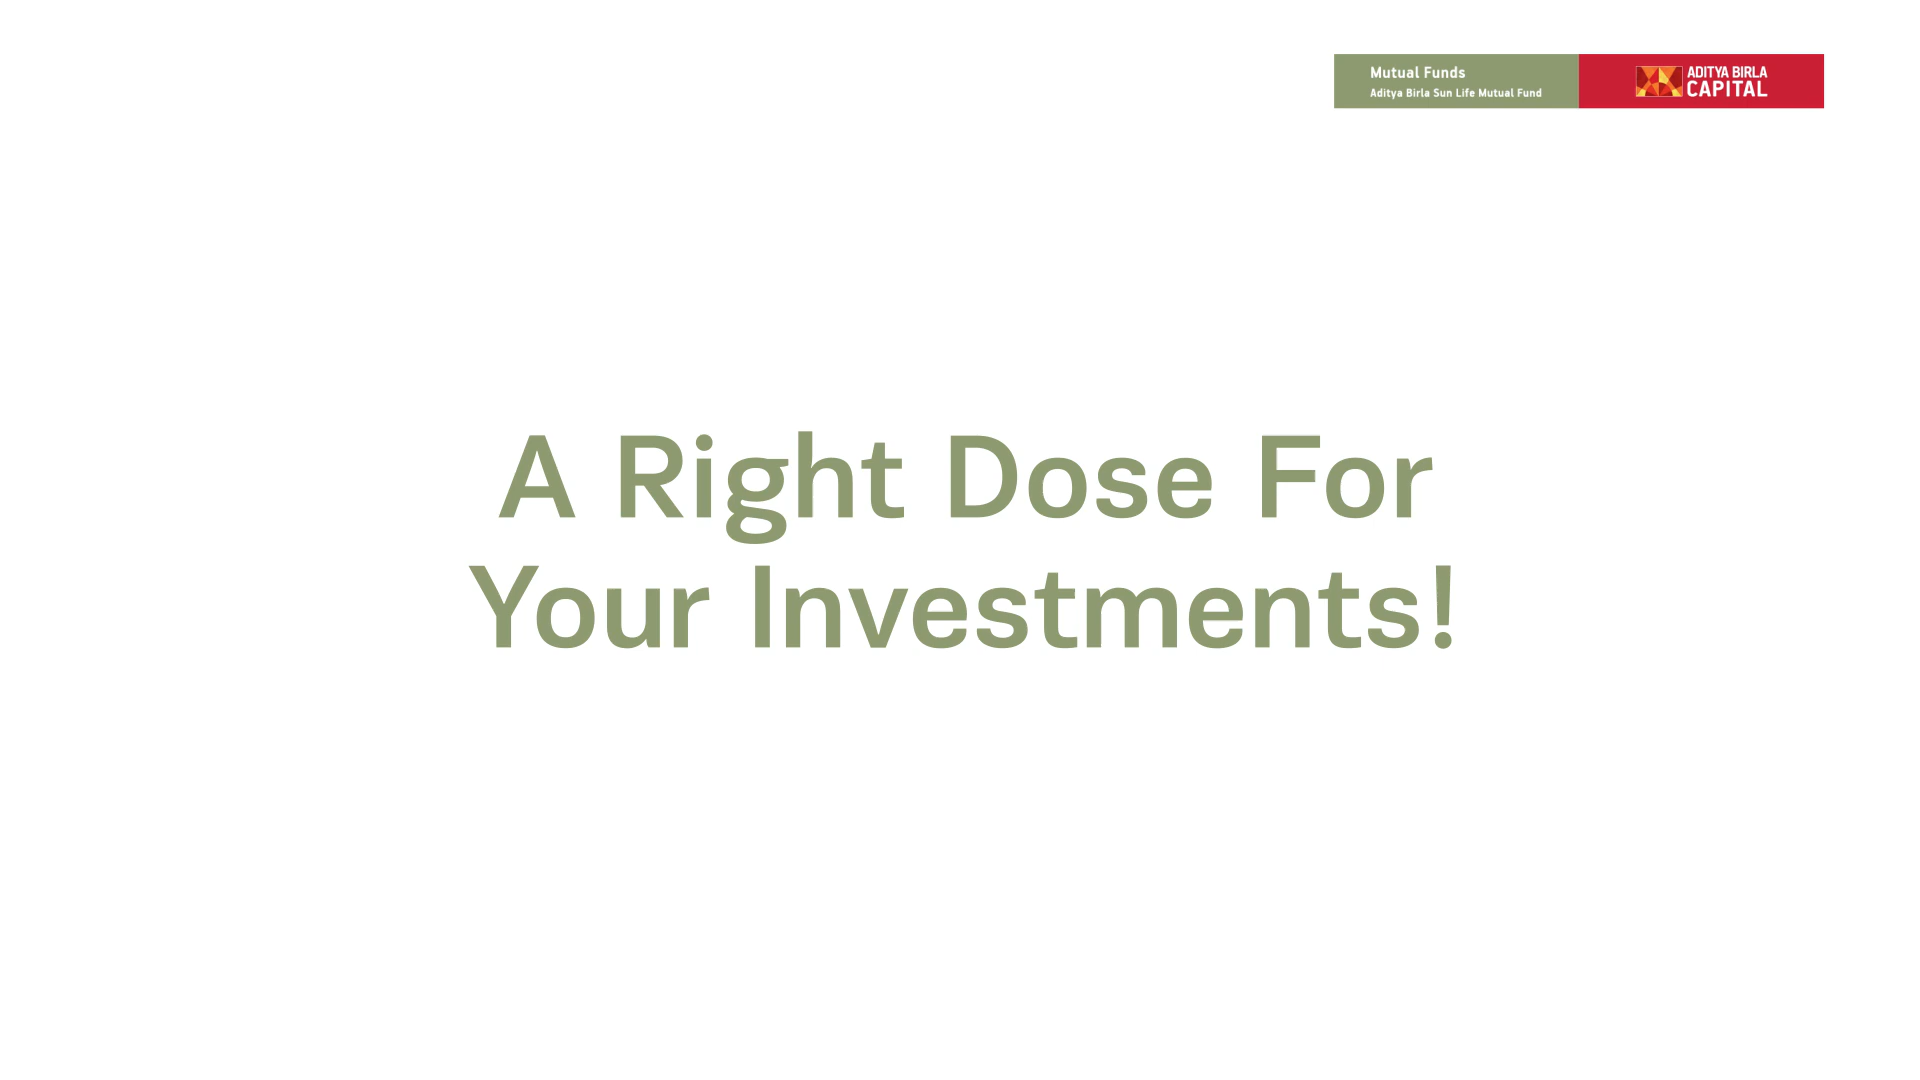 Mutual Funds
Aditya Birla Sun Life Mutual Fund
ADITYA BIRLA
CAPITAL
A Right Dose For
Your Investments!